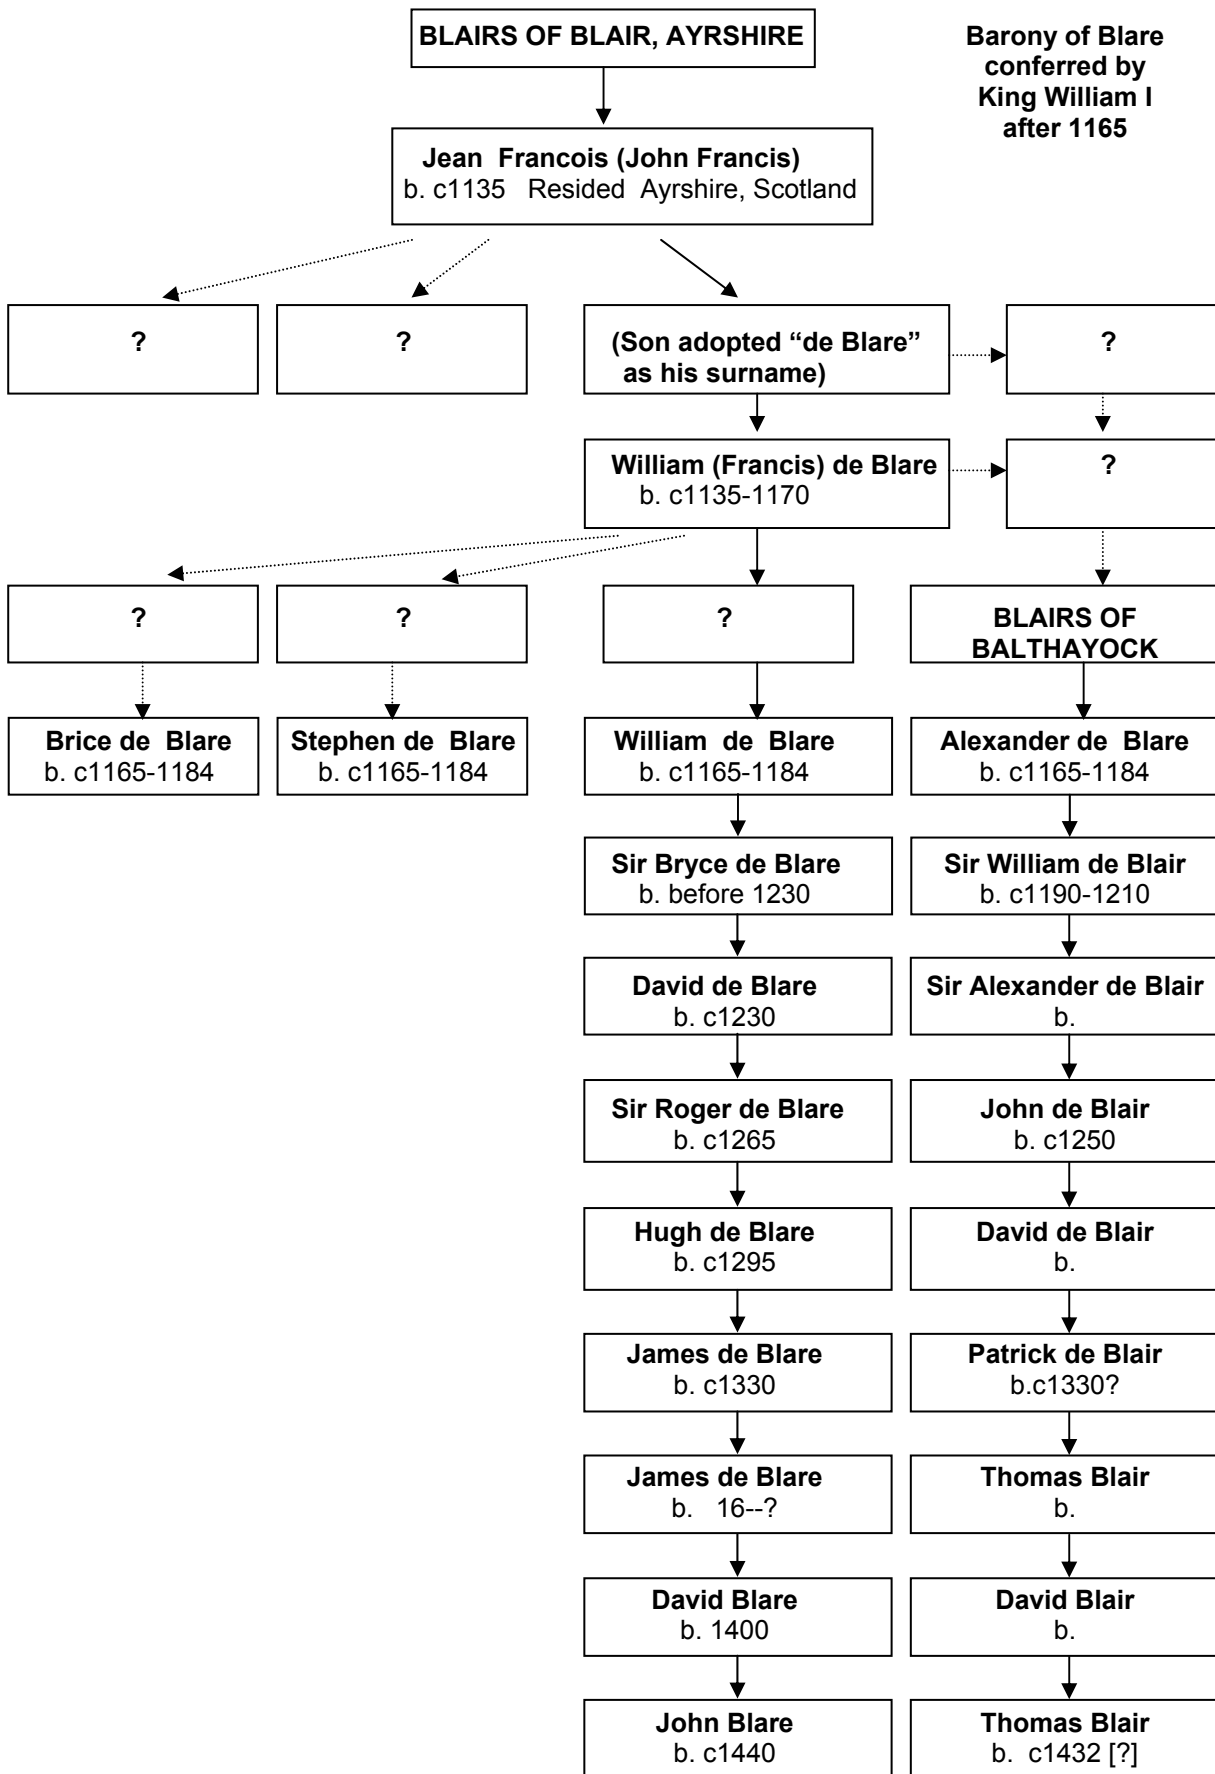 BLAIRS OF BLAIR, AYRSHIRE
Barony of Blare
conferred by
King William I
after 1165
Jean Francois (John Francis)
b. c1135 Resided Ayrshire, Scotland
?
?
(Son adopted “de Blare”
as his surname)
?
William (Francis) de Blare
b. c1135-1170
?
?
?
?
BLAIRS OF
BALTHAYOCK
Brice de Blare
b. c1165-1184
Stephen de Blare
b. c1165-1184
William de Blare
b. c1165-1184
Alexander de Blare
b. c1165-1184
Sir Bryce de Blare
b. before 1230
Sir William de Blair
b. c1190-1210
David de Blare
b. c1230
Sir Alexander de Blair
b.
Sir Roger de Blare
b. c1265
John de Blair
b. c1250
Hugh de Blare
b. c1295
David de Blair
b.
James de Blare
b. c1330
Patrick de Blair
b.c1330?
James de Blare
b. 16--?
Thomas Blair
b.
David Blare
b. 1400
David Blair
b.
John Blare
b. c1440
Thomas Blair
b. c1432 [?]